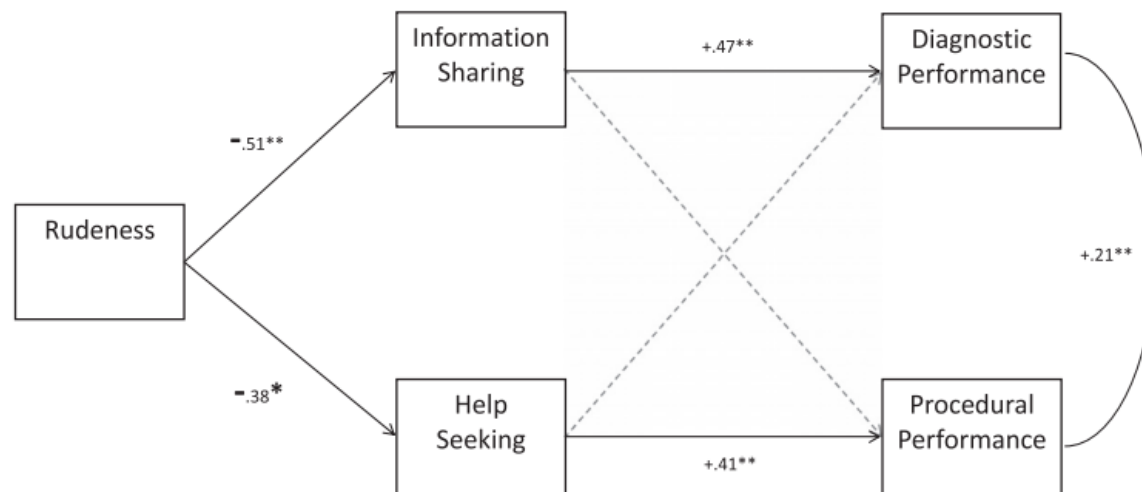 Information
Sharing
+.47**
Diagnostic
Performance
-.51**
Rudeness
+.21**
-.38*
Help
Seeking
+.41**
Procedural
Performance